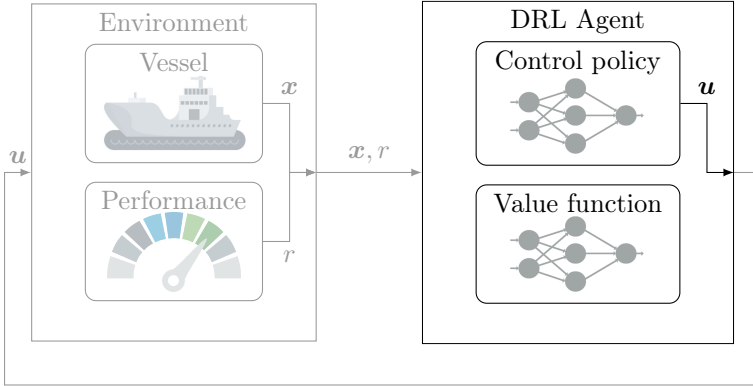 Environment
Vessel
x
Performance
r
u
x, r
DRL Agent
Control policy
u
Value function